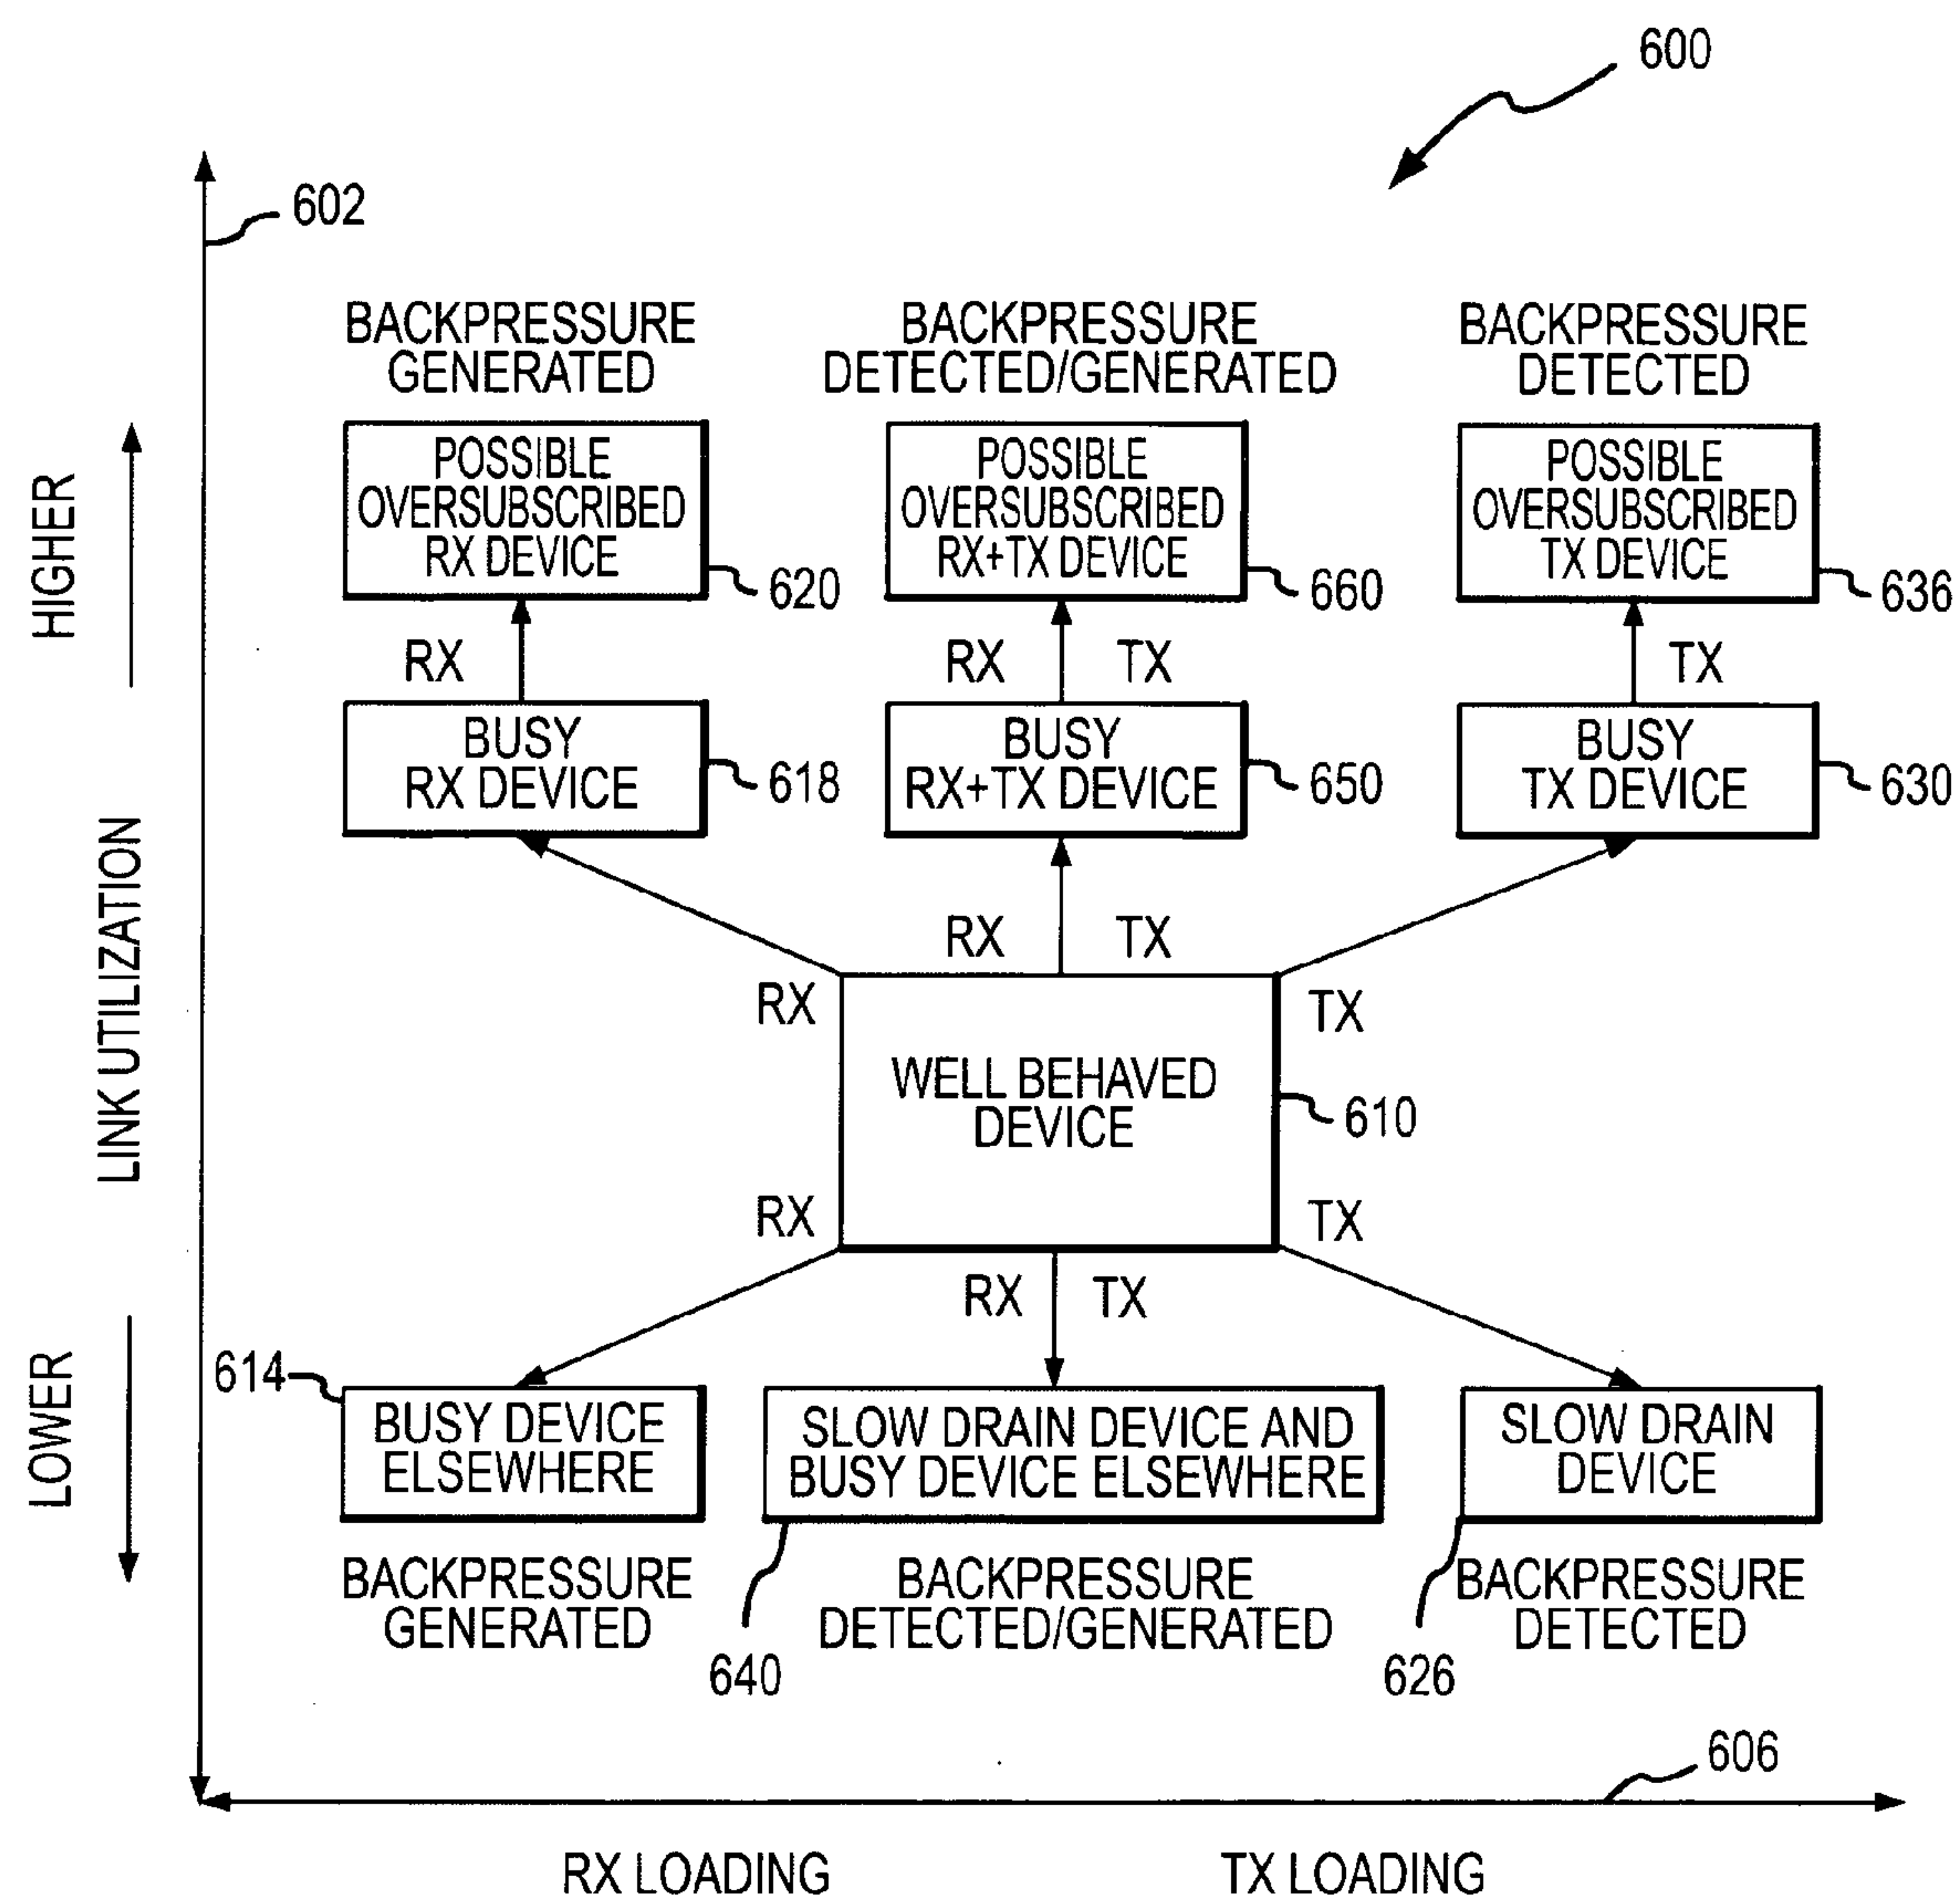 600
602
BACKPRESSURE
GENERATED
BACKPRESSURE
DETECTED/GENERATED
BACKPRESSURE
DETECTED
POSSIBLE
OVERSUBSCRIBED
RX DEVICE
620
POSSIBLE
OVERSUBSCRIBED
RX+TX DEVICE
660
POSSIBLE
OVERSUBSCRIBED
TX DEVICE
636
HIGHER
RX
RX
TX
TX
BUSY
RX DEVICE
618
BUSY
RX+TX DEVICE
650
BUSY
TX DEVICE
630
LINK UTILIZATION
RX
TX
RX
TX
WELL BEHAVED
DEVICE
610
RX
TX
RX
TX
LOWER
614
BUSY DEVICE
ELSEWHERE
SLOW DRAIN DEVICE AND
BUSY DEVICE ELSEWHERE
SLOW DRAIN
DEVICE
BACKPRESSURE
GENERATED
BACKPRESSURE
DETECTED/GENERATED
BACKPRESSURE
DETECTED
640
626
606
RX LOADING
TX LOADING